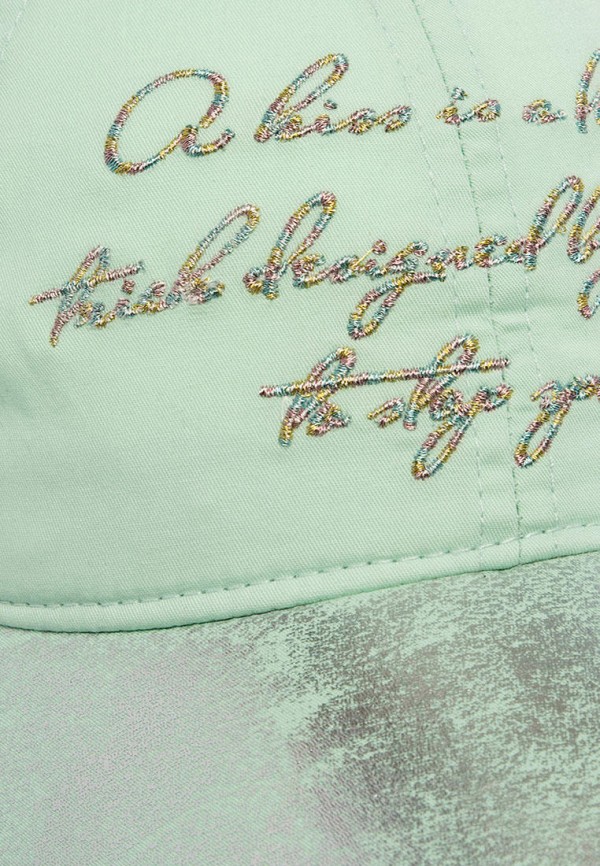 A kiss is a
trick designed
to stop